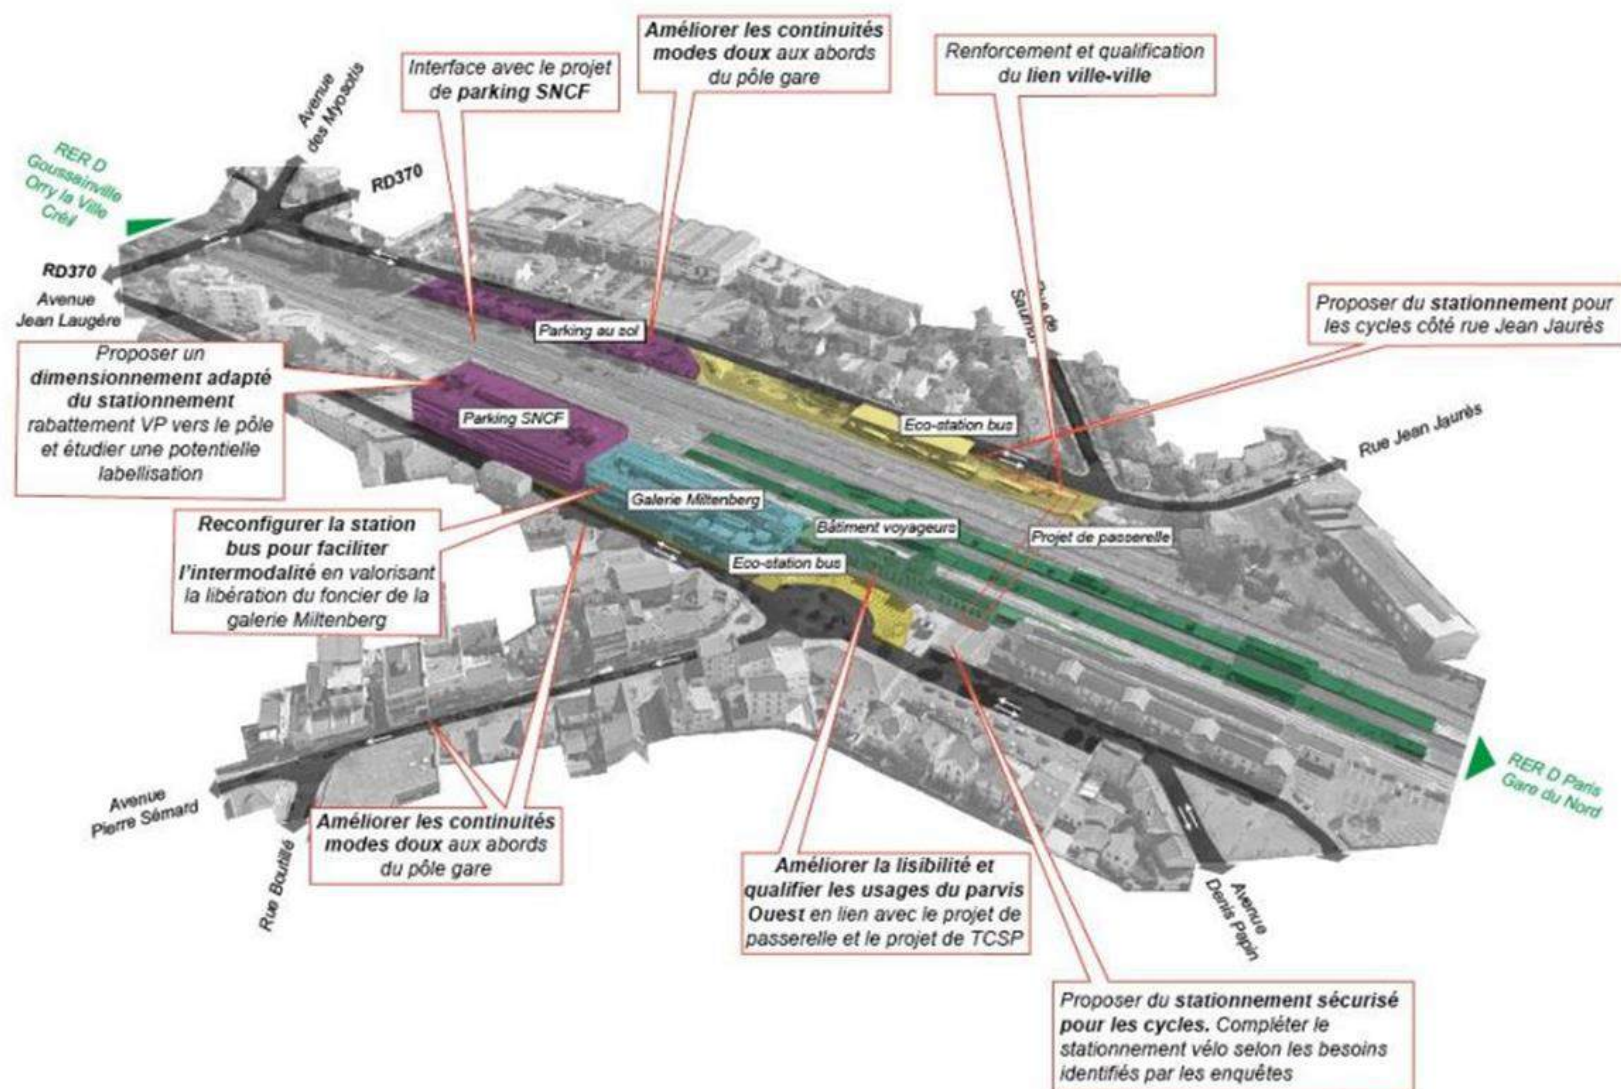 Améliorer les continuités
modes doux aux abords
du pôle gare
Interface avec le projet
de parking SNCF
Renforcement et qualification
du lien ville-ville
Avenue
des Myosotis
RER D
Goussainville
Orry la Ville
Créil
RD370
RD370
Avenue
Jean Laugère
Rue de
Saumur
Proposer du stationnement pour
les cycles côté rue Jean Jaurès
Parking au sol
Proposer un
dimensionnement adapté
du stationnement
rabattement VP vers le pôle
et étudier une potentielle
labellisation
Parking SNCF
Eco-station bus
Rue Jean Jaurès
Galerie Miltenberg
Bâtiment voyageurs
Projet de passerelle
Eco-station bus
Reconfigurer la station
bus pour faciliter
l'intermodalité en valorisant
la libération du foncier de la
galerie Miltenberg
RER D Paris
Gare du Nord
Avenue
Pierre Sémard
Rue Boutillé
Améliorer les continuités
modes doux aux abords
du pôle gare
Améliorer la lisibilité et
qualifier les usages du parvis
Ouest en lien avec le projet de
passerelle et le projet de TCSP
Avenue
Denis Papin
Proposer du stationnement sécurisé
pour les cycles. Compléter le
stationnement vélo selon les besoins
identifiés par les enquêtes